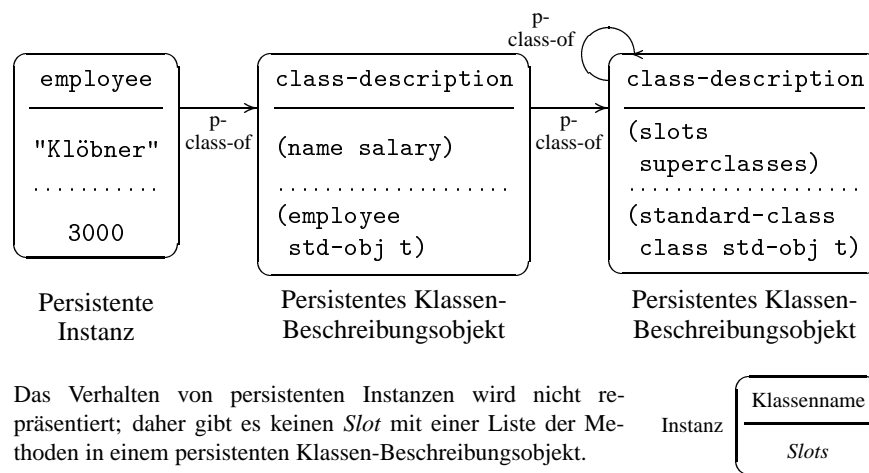 p-
class-of
employee
class-description
class-description
p-
class-of
p-
class-of
"Klöbner"
(name salary)
(slots
superclasses)
3000
(employee
std-obj t)
(standard-class
class std-obj t)
Persistente
Instanz
Persistentes Klassen-
Beschreibungsobjekt
Persistentes Klassen-
Beschreibungsobjekt
Das Verhalten von persistenten Instanzen wird nicht re-
präsentiert; daher gibt es keinen Slot mit einer Liste der Me-
thoden in einem persistenten Klassen-Beschreibungsobjekt.
Instanz
Klassenname
Slots